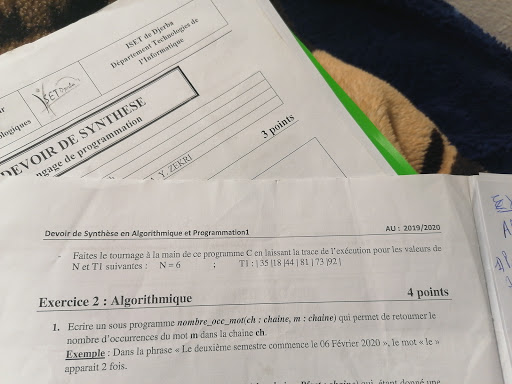 ISET de Djerba
Département Technologies de
l'Informatique
ISET
ologiques
DEVOIR DE SYNTHESE
ngage de programmation
3 points
Y. ZEKRI
Devoir de Synthèse en Algorithmique et Programmation1
AU : 2019/2020
Faites le tournage à la main de ce programme C en laissant la trace de l'exécution pour les valeurs de
N et T1 suivantes : N = 6 ; T1 : | 35 |18 |44 | 81 | 73 |92 |
Exercice 2 : Algorithmique
4 points
1. Ecrire un sous programme nombre_occ_mot(ch : chaine, m : chaine) qui permet de retourner le
nombre d'occurrences du mot m dans la chaine ch.
Exemple : Dans la phrase « Le deuxième semestre commence le 06 Février 2020 », le mot « le »
apparait 2 fois.